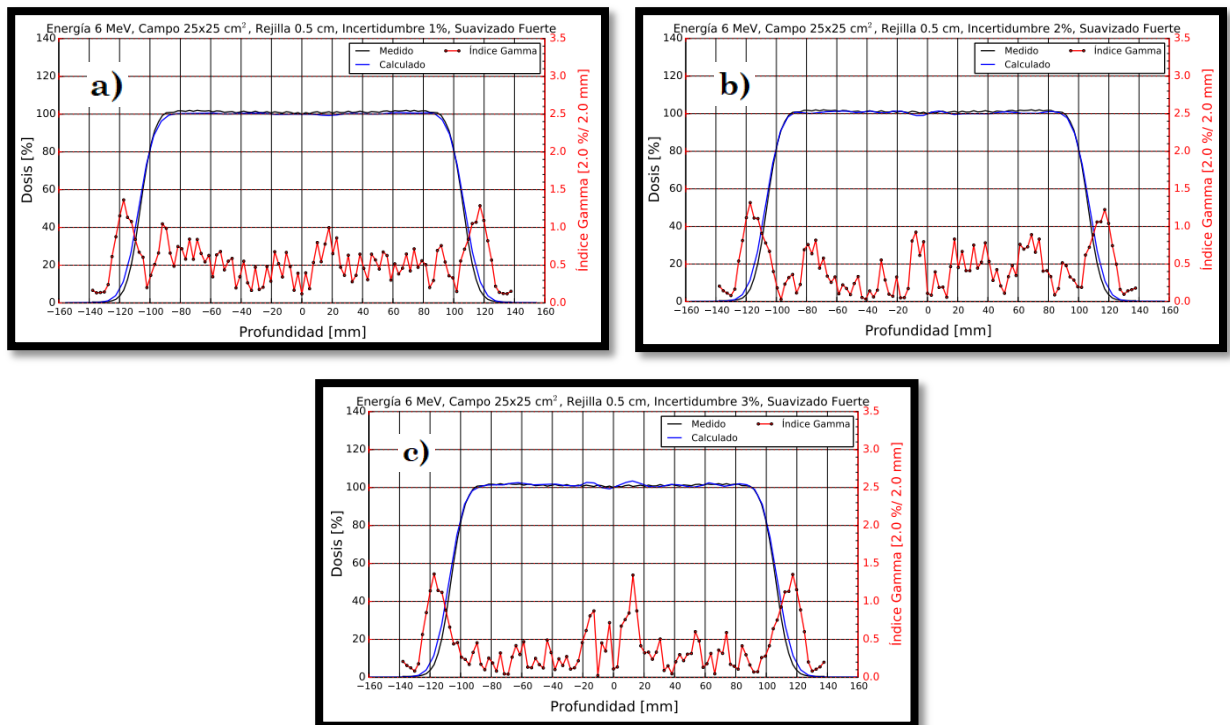 Energía 6 MeV, Campo 25x25 cm², Rejilla 0.5 cm, Incertidumbre 1%, Suavizado Fuerte
a)
Medido
Calculado
Índice Gamma
140
120
100
80
60
40
20
0
Dosis [%]
3.5
3.0
2.5
2.0
1.5
1.0
0.5
0.0
Índice Gamma [2.0 %/ 2.0 mm]
−160 −140 −120 −100 −80 −60 −40 −20 0 20 40 60 80 100 120 140 160
Profundidad [mm]
Energía 6 MeV, Campo 25x25 cm², Rejilla 0.5 cm, Incertidumbre 2%, Suavizado Fuerte
b)
Medido
Calculado
Índice Gamma
140
120
100
80
60
40
20
0
Dosis [%]
3.5
3.0
2.5
2.0
1.5
1.0
0.5
0.0
Índice Gamma [2.0 %/ 2.0 mm]
−160 −140 −120 −100 −80 −60 −40 −20 0 20 40 60 80 100 120 140 160
Profundidad [mm]
Energía 6 MeV, Campo 25x25 cm², Rejilla 0.5 cm, Incertidumbre 3%, Suavizado Fuerte
c)
Medido
Calculado
Índice Gamma
140
120
100
80
60
40
20
0
Dosis [%]
3.5
3.0
2.5
2.0
1.5
1.0
0.5
0.0
Índice Gamma [2.0 %/ 2.0 mm]
−160 −140 −120 −100 −80 −60 −40 −20 0 20 40 60 80 100 120 140 160
Profundidad [mm]